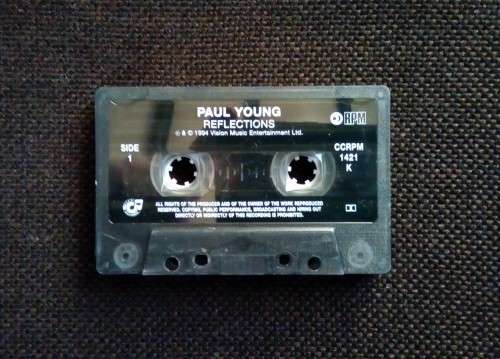 PAUL YOUNG
REFLECTIONS
℗ & © 1994 Vision Music Entertainment Ltd.
RPM
SIDE
1
CCRPM
1421
K
ALL RIGHTS OF THE PRODUCER AND OF THE OWNER OF THE WORK REPRODUCED
RESERVED. COPYING, PUBLIC PERFORMANCE, BROADCASTING AND HIRING OUT
DIRECTLY OR INDIRECTLY OF THIS RECORDING IS PROHIBITED.